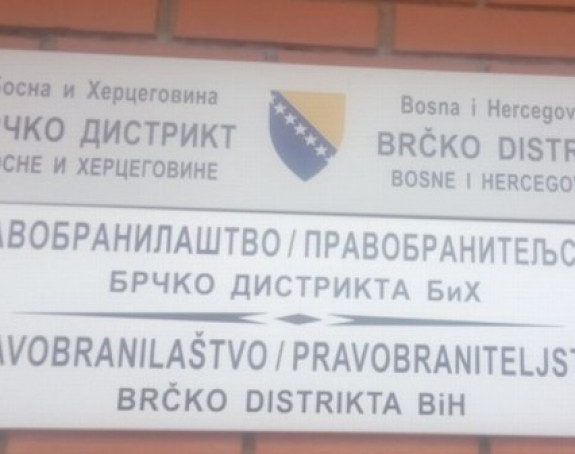 Босна и Херцеговина
РЧКО ДИСТРИКТ
ОСНЕ И ХЕРЦЕГОВИНЕ
Bosna i Hercegov
BRČKO DISTR
BOSNE I HERCEGOV
АВОБРАНИЛАШТВО / ПРАВОБРАНИТЕЉС
БРЧКО ДИСТРИКТА БиХ
AVOBRANILAŠTVO / PRAVOBRANITELJST
BRČKO DISTRIKTA BiH